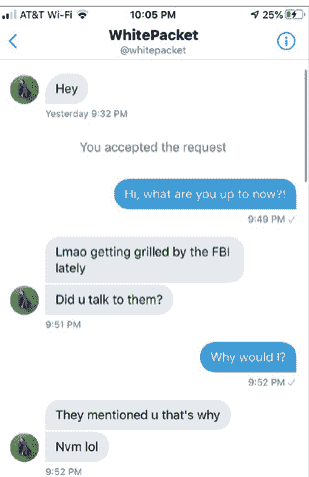 AT&T Wi-Fi 10:05 PM 25%
WhitePacket
@whitepacket
Hey
Yesterday 9:32 PM
You accepted the request
Hi, what are you up to now?!
9:49 PM ✓
Lmao getting grilled by the FBI
lately
Did u talk to them?
9:51 PM
Why would I?
9:52 PM ✓
They mentioned u that's why
Nvm lol
9:52 PM